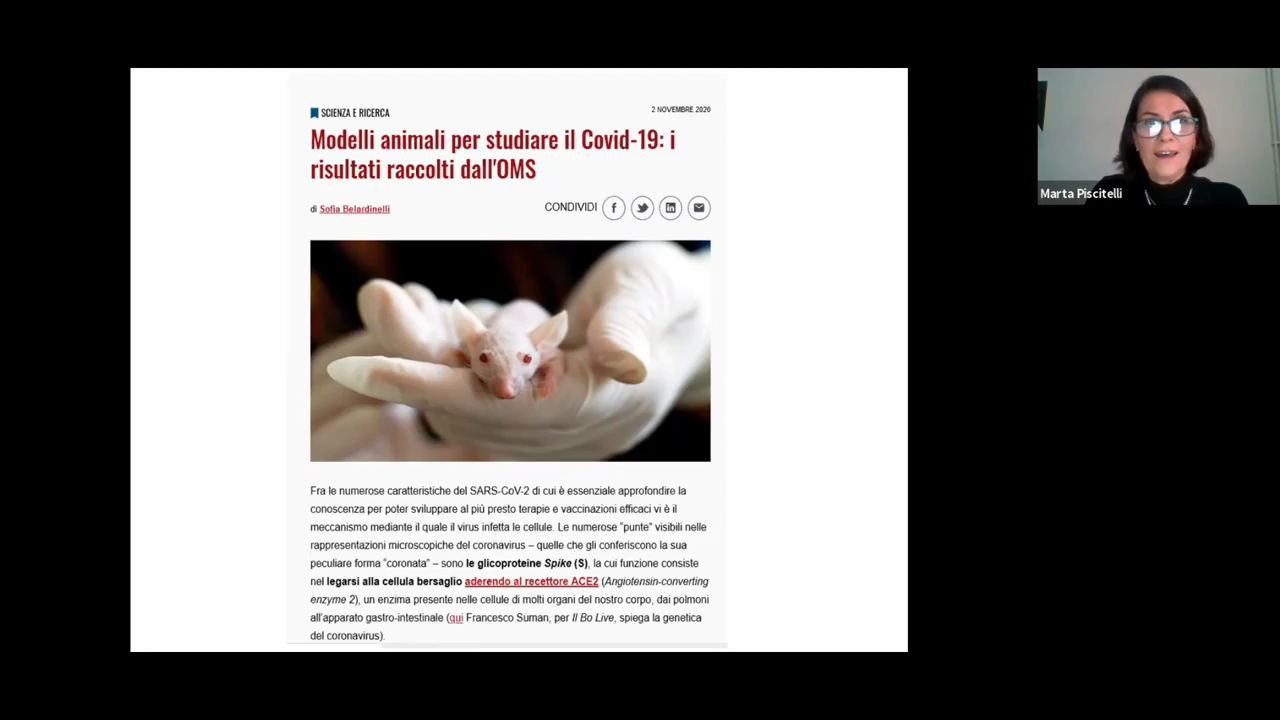 SCIENZA E RICERCA
2 NOVEMBRE 2020
Modelli animali per studiare il Covid-19: i
risultati raccolti dall'OMS
di Sofia Belardinelli
CONDIVIDI
Fra le numerose caratteristiche del SARS-CoV-2 di cui è essenziale approfondire la
conoscenza per poter sviluppare al più presto terapie e vaccinazioni efficaci vi è il
meccanismo mediante il quale il virus infetta le cellule. Le numerose "punte" visibili nelle
rappresentazioni microscopiche del coronavirus – quelle che gli conferiscono la sua
peculiare forma "coronata" – sono le glicoproteine Spike (S), la cui funzione consiste
nel legarsi alla cellula bersaglio aderendo al recettore ACE2 (Angiotensin-converting
enzyme 2), un enzima presente nelle cellule di molti organi del nostro corpo, dai polmoni
all'apparato gastro-intestinale (qui Francesco Suman, per Il Bo Live, spiega la genetica
del coronavirus).
Marta Piscitelli